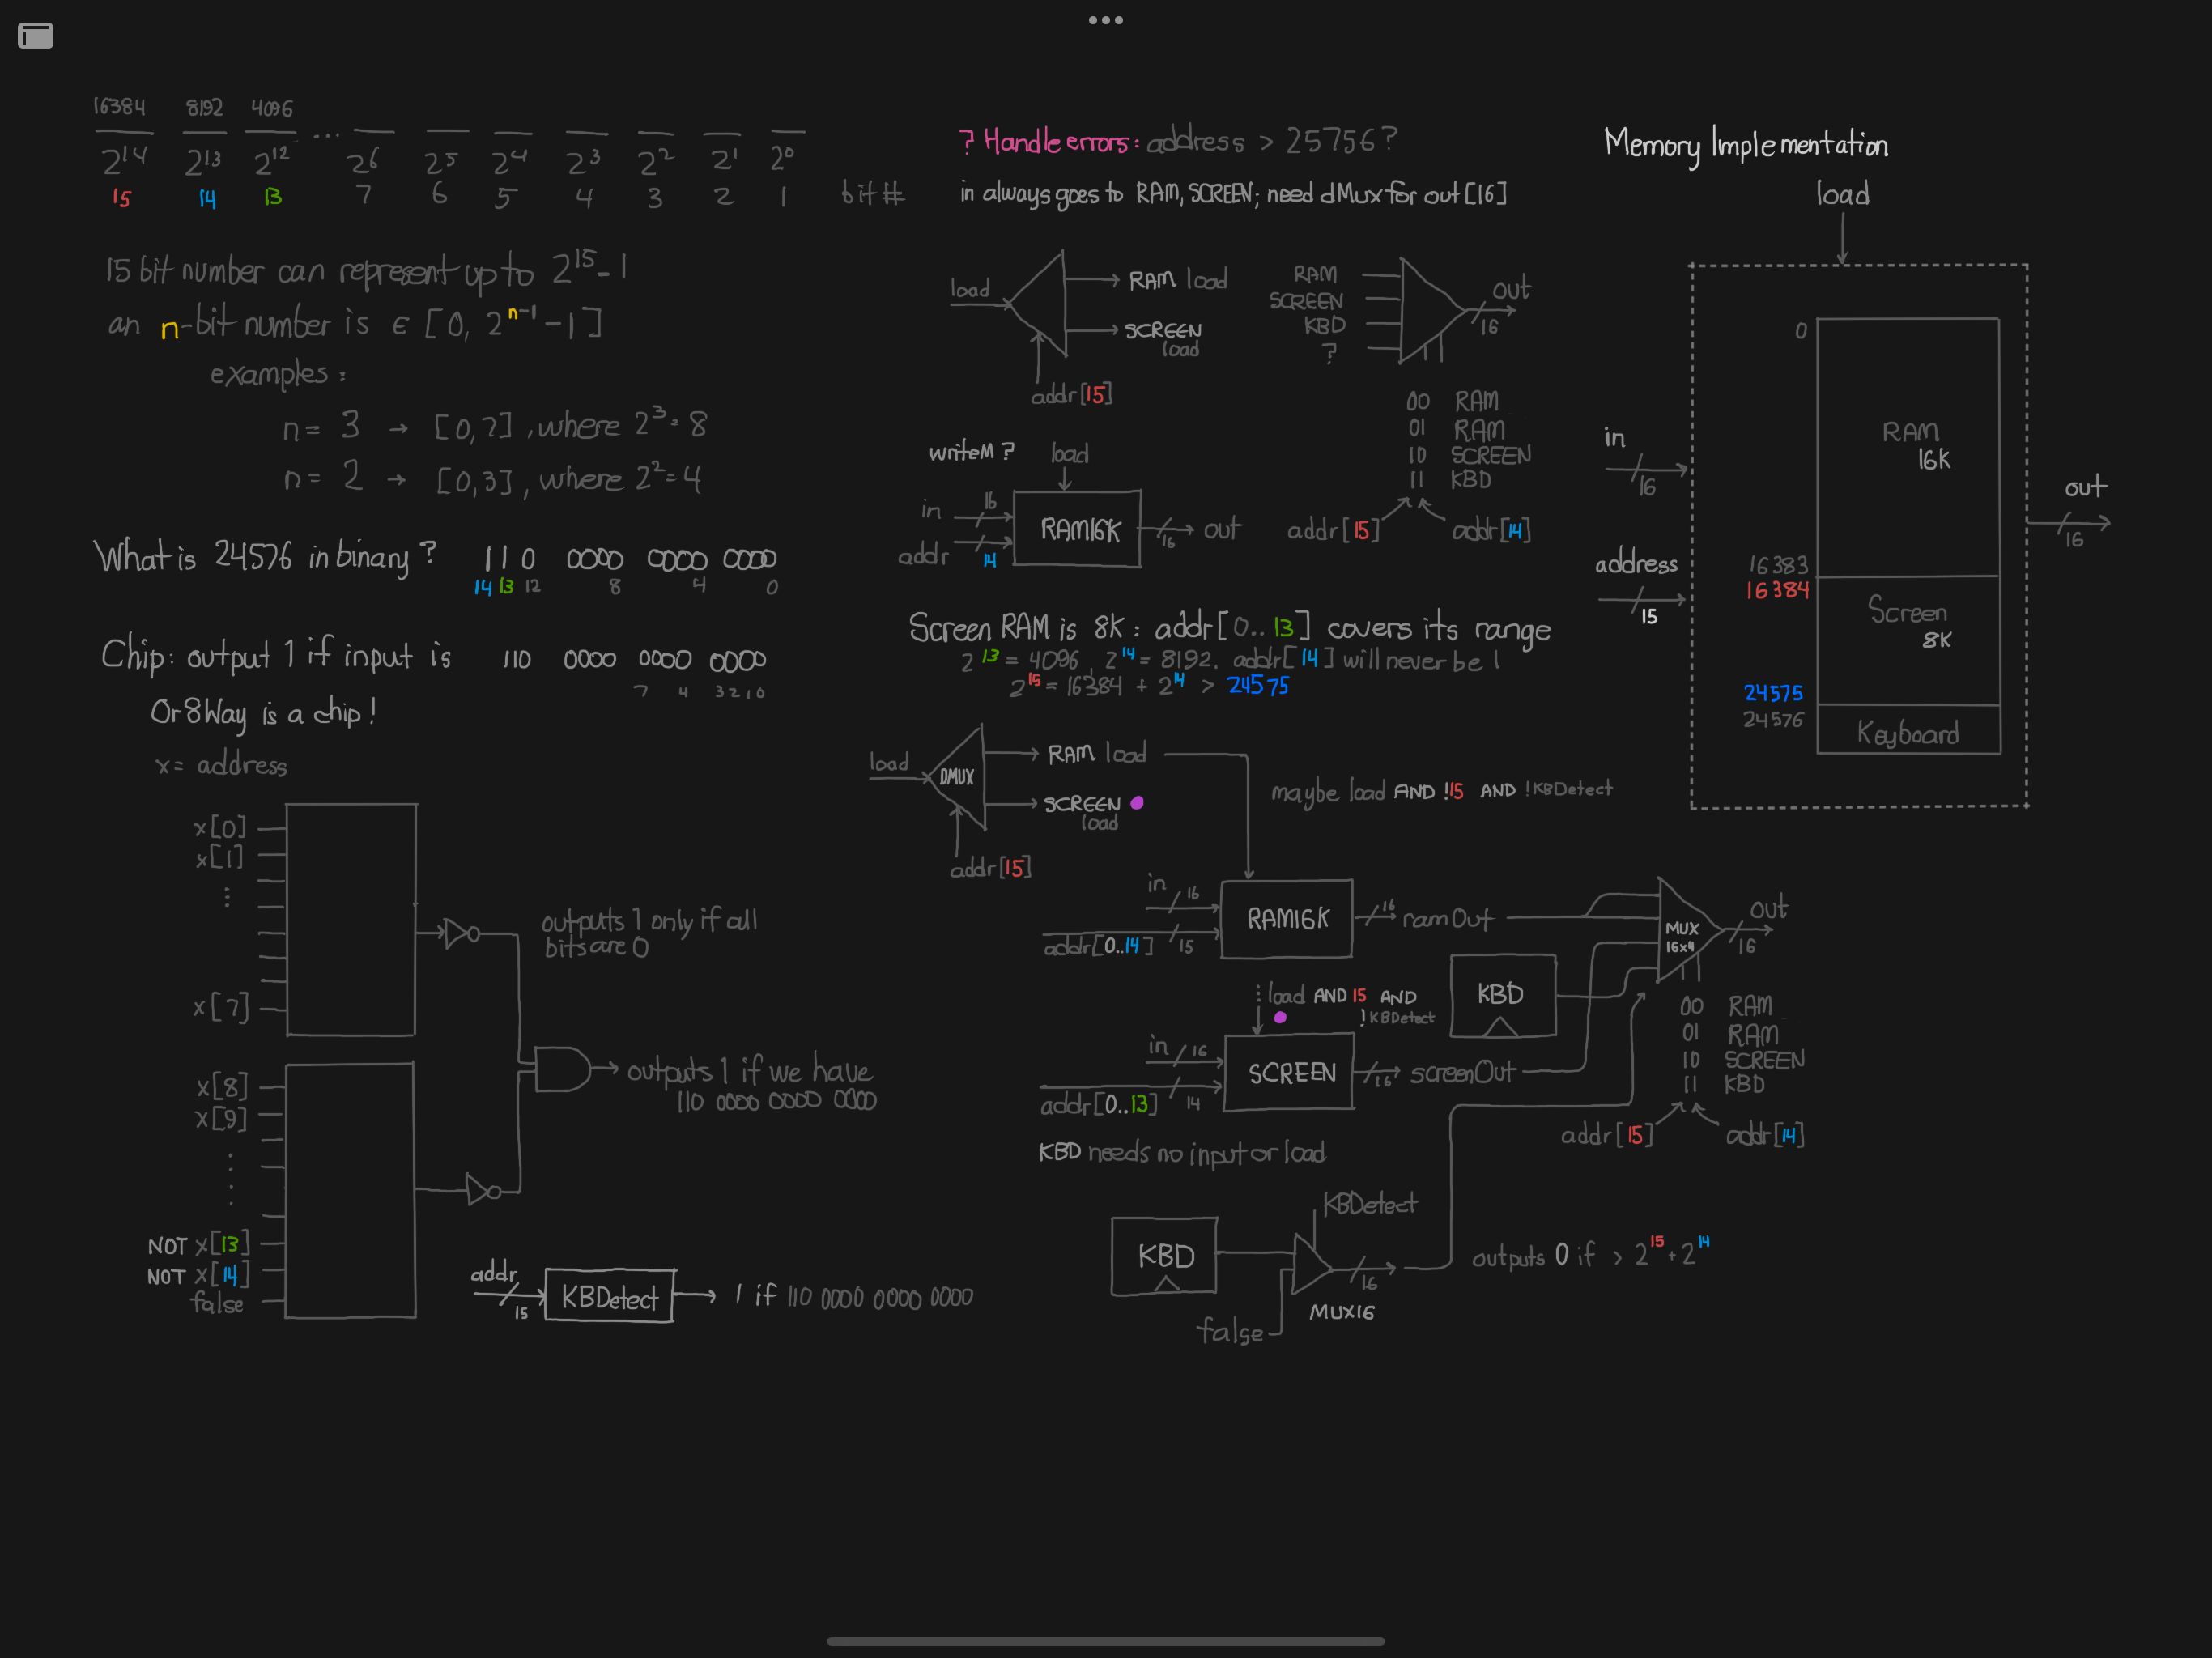 16384 8192 4096
2^14 2^13 2^12 ... 2^6 2^5 2^4 2^3 2^2 2^1 2^0
15 14 13 7 6 5 4 3 2 1 bit #
15 bit number can represent up to 2^15 - 1
an n-bit number is ∈ [0, 2^n-1 - 1]
examples:
n = 3 → [0,7], where 2^3 = 8
n = 2 → [0,3], where 2^2 = 4
What is 24576 in binary? 110 0000 0000 0000
14 13 12 8 4 0
Chip: output 1 if input is 110 0000 0000 0000
7 4 3 2 1 0
Or8Way is a chip!
x = address
x[0]
x[1]
⋮
x[7]
outputs 1 only if all
bits are 0
x[8]
x[9]
⋮
NOT x[13]
NOT x[14]
false
outputs 1 if we have
110 0000 0000 0000
addr
15
KBDetect
1 if 110 0000 0000 0000
? Handle errors: address > 25756?
in always goes to RAM, SCREEN; need dMux for out[16]
load
RAM load
SCREEN
load
addr[15]
RAM
SCREEN
KBD
?
out
16
00 RAM
01 RAM
10 SCREEN
11 KBD
addr[15] addr[14]
writeM? load
in 16
addr 14
RAM16K
16 out
Screen RAM is 8K: addr[0..13] covers its range
2^13 = 4096, 2^14 = 8192. addr[14] will never be 1
2^15 = 16384 + 2^14 > 24575
load
DMUX
RAM load
SCREEN
load
addr[15]
maybe load AND !15 AND !KBDetect
in 16
addr[0..14] 15
RAM16K
16 ramOut
MUX
16x4
out
16
KBD
⋮ load AND 15 AND
!KBDetect
in 16
addr[0..13] 14
SCREEN
16 screenOut
00 RAM
01 RAM
10 SCREEN
11 KBD
addr[15] addr[14]
KBD needs no input or load
KBDetect
KBD
false
16
MUX16
outputs 0 if > 2^15 + 2^14
Memory Implementation
load
0
RAM
16K
in
16
out
16
address
15
16383
16384
Screen
8K
24575
24576
Keyboard